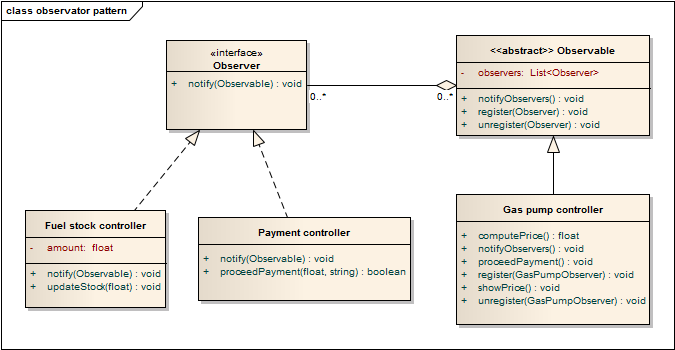 class observator pattern
«interface»
Observer
+ notify(Observable) : void
0..*
0..*
<<abstract>> Observable
- observers: List<Observer>
+ notifyObservers() : void
+ register(Observer) : void
+ unregister(Observer) : void
Fuel stock controller
- amount: float
+ notify(Observable) : void
+ updateStock(float) : void
Payment controller
+ notify(Observable) : void
+ proceedPayment(float, string) : boolean
Gas pump controller
+ computePrice() : float
+ notifyObservers() : void
+ proceedPayment() : void
+ register(GasPumpObserver) : void
+ showPrice() : void
+ unregister(GasPumpObserver) : void